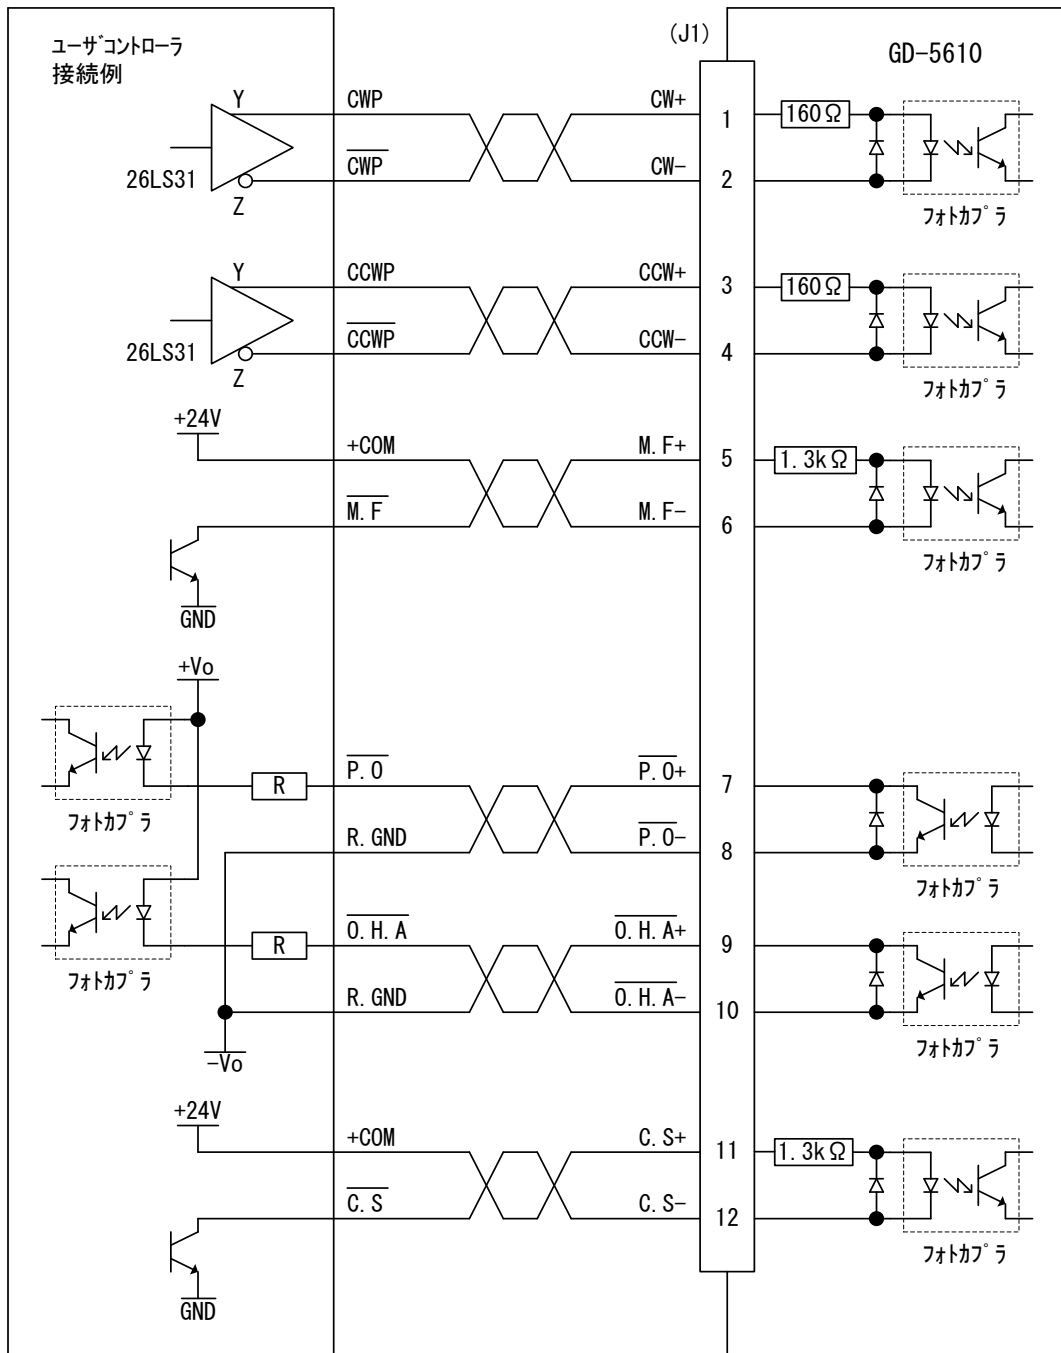 ユーザコントローラ
接続例
(J1)
GD-5610
Y
CWP
CW+
1
160Ω
26LS31
CWP
CW-
2
Z
フォトカプラ
Y
CCWP
CCW+
3
160Ω
26LS31
CCWP
CCW-
4
Z
フォトカプラ
+24V
+COM
M.F+
5
1.3kΩ
M.F
M.F-
6
フォトカプラ
GND
+Vo
P.O
P.O+
7
R
フォトカプラ
R.GND
P.O-
8
フォトカプラ
O.H.A
O.H.A+
9
R
フォトカプラ
R.GND
O.H.A-
10
フォトカプラ
-Vo
+24V
+COM
C.S+
11
1.3kΩ
C.S
C.S-
12
フォトカプラ
GND